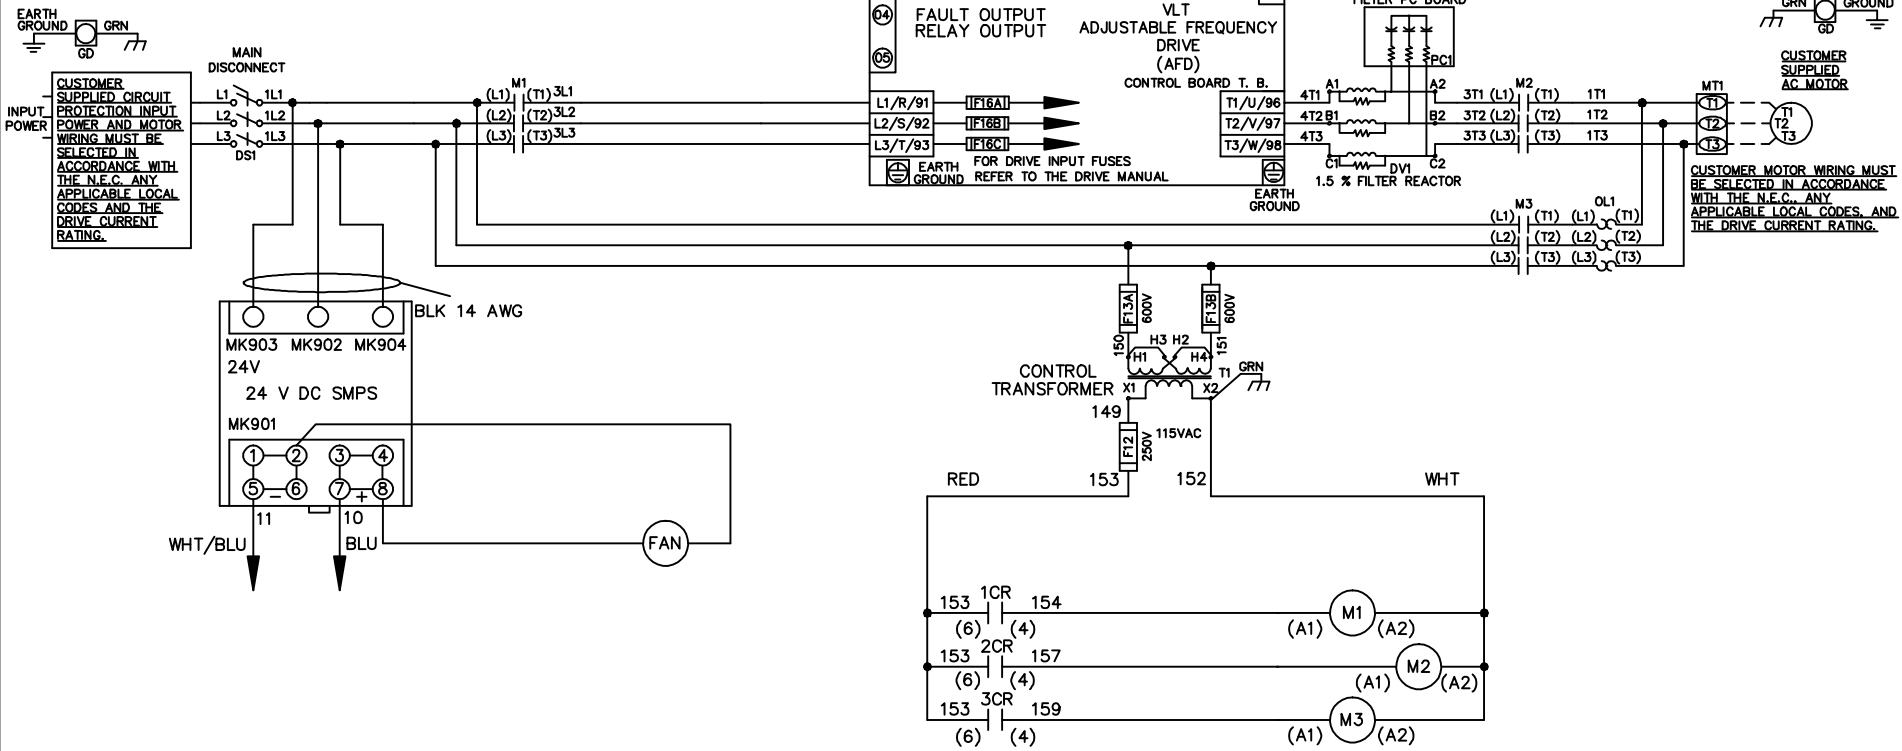 EARTH
GROUND
GRN
GD
MAIN
DISCONNECT
INPUT
POWER
CUSTOMER
SUPPLIED CIRCUIT
PROTECTION INPUT
POWER AND MOTOR
WIRING MUST BE
SELECTED IN
ACCORDANCE WITH
THE N.E.C. ANY
APPLICABLE LOCAL
CODES AND THE
DRIVE CURRENT
RATING.
L1 1L1
L2 1L2
L3 1L3
DS1
M1
(L1) (T1) 3L1
(L2) (T2) 3L2
(L3) (T3) 3L3
04
05
FAULT OUTPUT
RELAY OUTPUT
VLT
ADJUSTABLE FREQUENCY
DRIVE
(AFD)
CONTROL BOARD T. B.
L1/R/91 F16A T1/U/96
L2/S/92 F16B T2/V/97
L3/T/93 F16C T3/W/98
EARTH
GROUND
FOR DRIVE INPUT FUSES
REFER TO THE DRIVE MANUAL
EARTH
GROUND
FILTER PC BOARD
PC1
4T1 A1 A2
4T2 B1 B2
4T3 C1 C2
DV1
1.5 % FILTER REACTOR
M2
3T1 (L1) (T1) 1T1
3T2 (L2) (T2) 1T2
3T3 (L3) (T3) 1T3
GRN
GD
GROUND
CUSTOMER
SUPPLIED
AC MOTOR
MT1
T1
T2
T3
T1
T2
T3
CUSTOMER MOTOR WIRING MUST
BE SELECTED IN ACCORDANCE
WITH THE N.E.C., ANY
APPLICABLE LOCAL CODES, AND
THE DRIVE CURRENT RATING.
M3 OL1
(L1) (T1) (L1) (T1)
(L2) (T2) (L2) (T2)
(L3) (T3) (L3) (T3)
BLK 14 AWG
MK903 MK902 MK904
24V
24 V DC SMPS
MK901
1 2 3 4
5 - 6 7 + 8
11 10
WHT/BLU BLU
FAN
F13A
600V
F13B
600V
150
151
H3 H2
H1 H4
CONTROL
TRANSFORMER
X1 X2
T1
GRN
149
F12
250V
115VAC
153 152
RED WHT
1CR
153 154 M1
(6) (4) (A1) (A2)
2CR
153 157 M2
(6) (4) (A1) (A2)
3CR
153 159 M3
(6) (4) (A1) (A2)